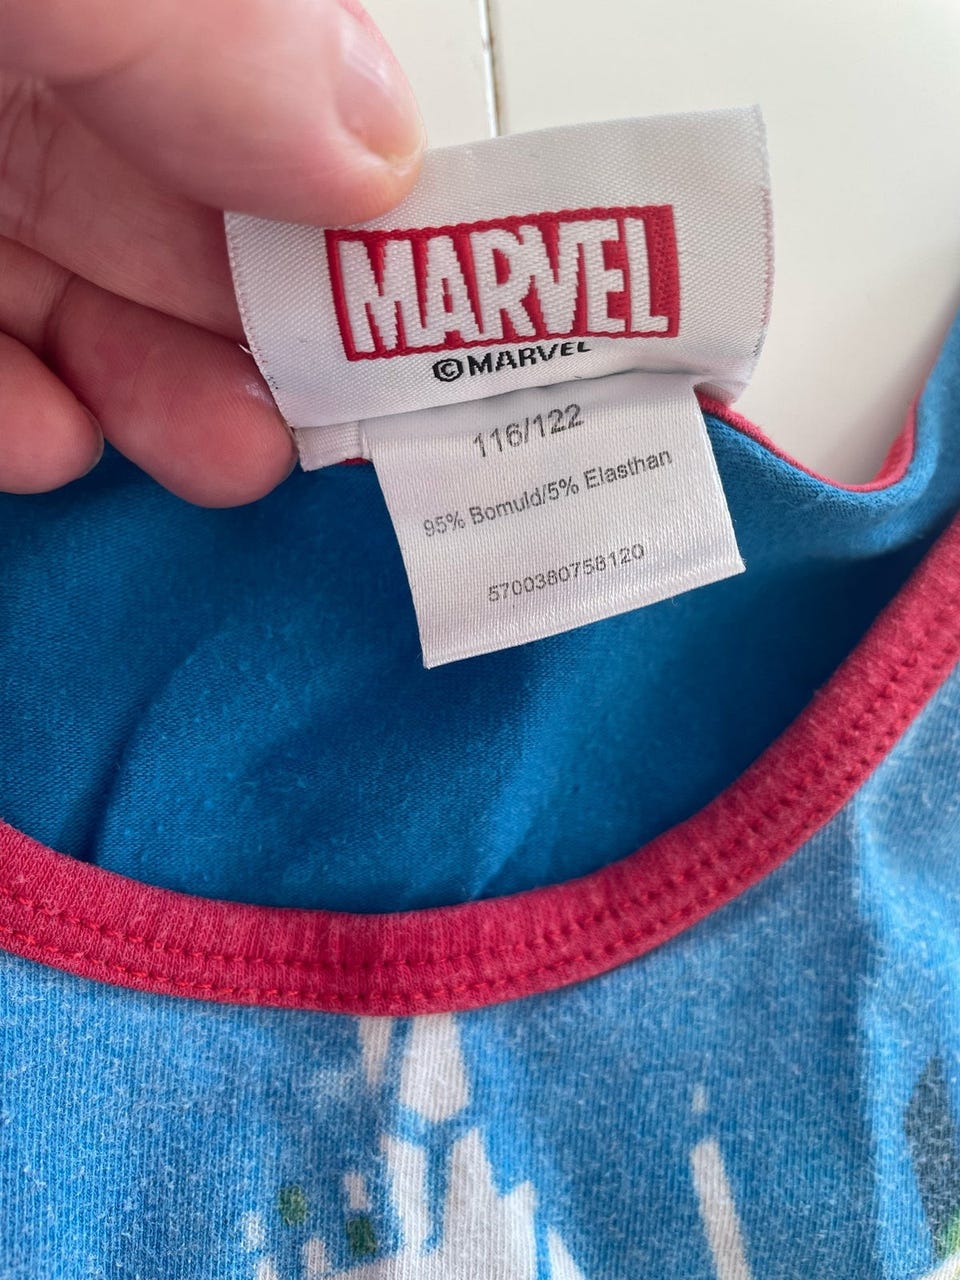 MARVEL
©MARVEL
116/122
95% Bomuld/5% Elasthan
5700380758120